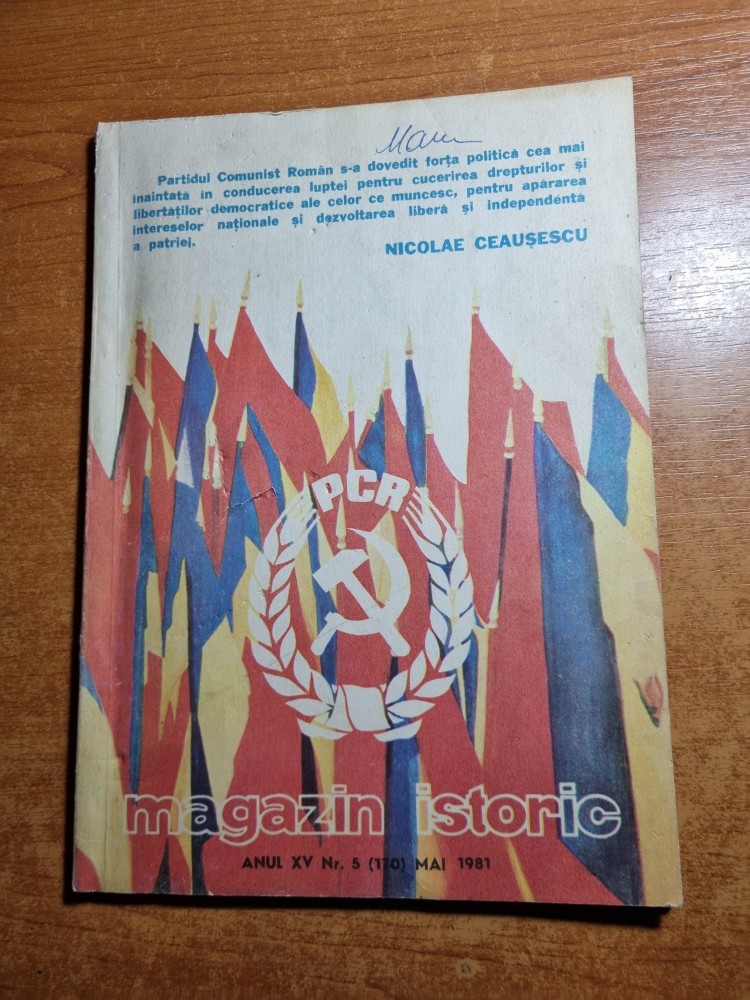 Partidul Comunist Român s-a dovedit forța politică cea mai
înaintată în conducerea luptei pentru cucerirea drepturilor și
libertăților democratice ale celor ce muncesc, pentru apărarea
intereselor naționale și dezvoltarea liberă și independentă
a patriei.
NICOLAE CEAUȘESCU
PCR
magazin istoric
ANUL XV Nr. 5 (170) MAI 1981